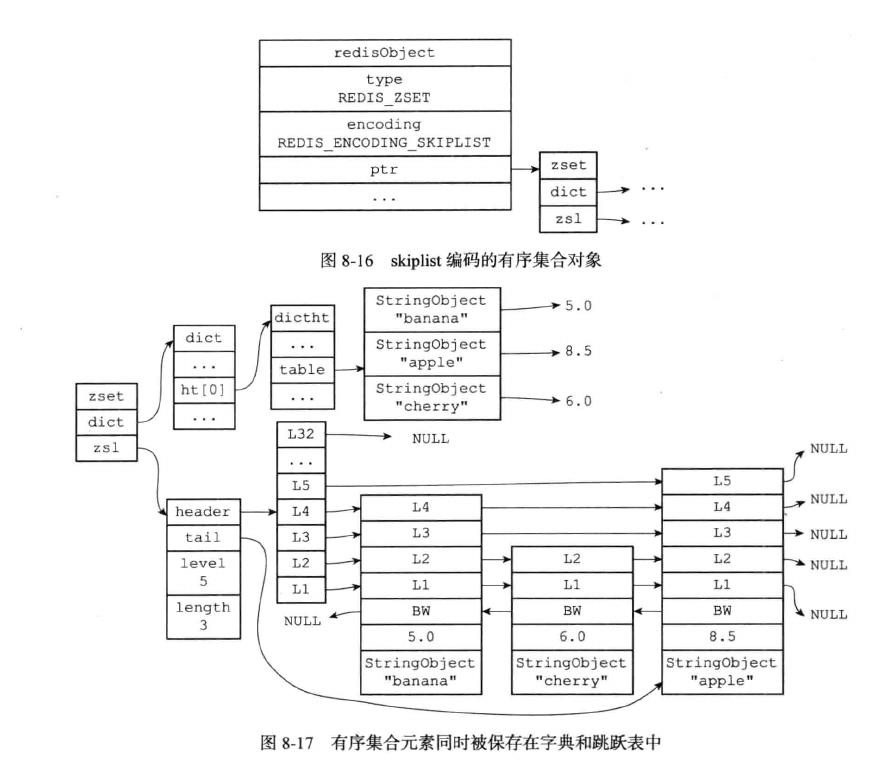 redisObject
type
REDIS_ZSET
encoding
REDIS_ENCODING_SKIPLIST
ptr
...
zset
dict
zsl
...
...
图 8-16 skiplist 编码的有序集合对象
zset
dict
zsl
dict
...
ht[0]
...
dictht
...
table
...
StringObject
"banana"
5.0
StringObject
"apple"
8.5
StringObject
"cherry"
6.0
header
tail
level
5
length
3
L32
NULL
...
L5
L4
L3
L2
L1
NULL
L4
L3
L2
L1
BW
5.0
StringObject
"banana"
L2
L1
BW
6.0
StringObject
"cherry"
L5
L4
L3
L2
L1
BW
8.5
StringObject
"apple"
NULL
NULL
NULL
NULL
NULL
图 8-17 有序集合元素同时被保存在字典和跳跃表中